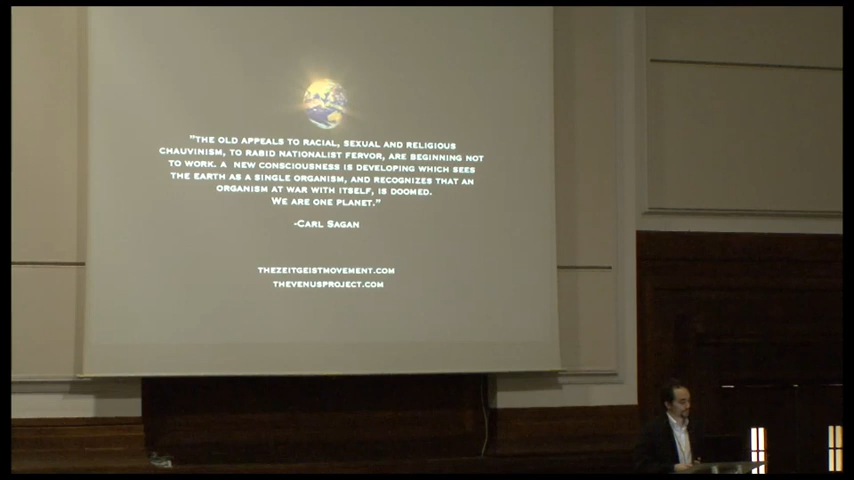 "THE OLD APPEALS TO RACIAL, SEXUAL AND RELIGIOUS
CHAUVINISM, TO RABID NATIONALIST FERVOR, ARE BEGINNING NOT
TO WORK. A NEW CONSCIOUSNESS IS DEVELOPING WHICH SEES
THE EARTH AS A SINGLE ORGANISM, AND RECOGNIZES THAT AN
ORGANISM AT WAR WITH ITSELF, IS DOOMED.
WE ARE ONE PLANET."
-CARL SAGAN
THEZEITGEISTMOVEMENT.COM
THEVENUSPROJECT.COM